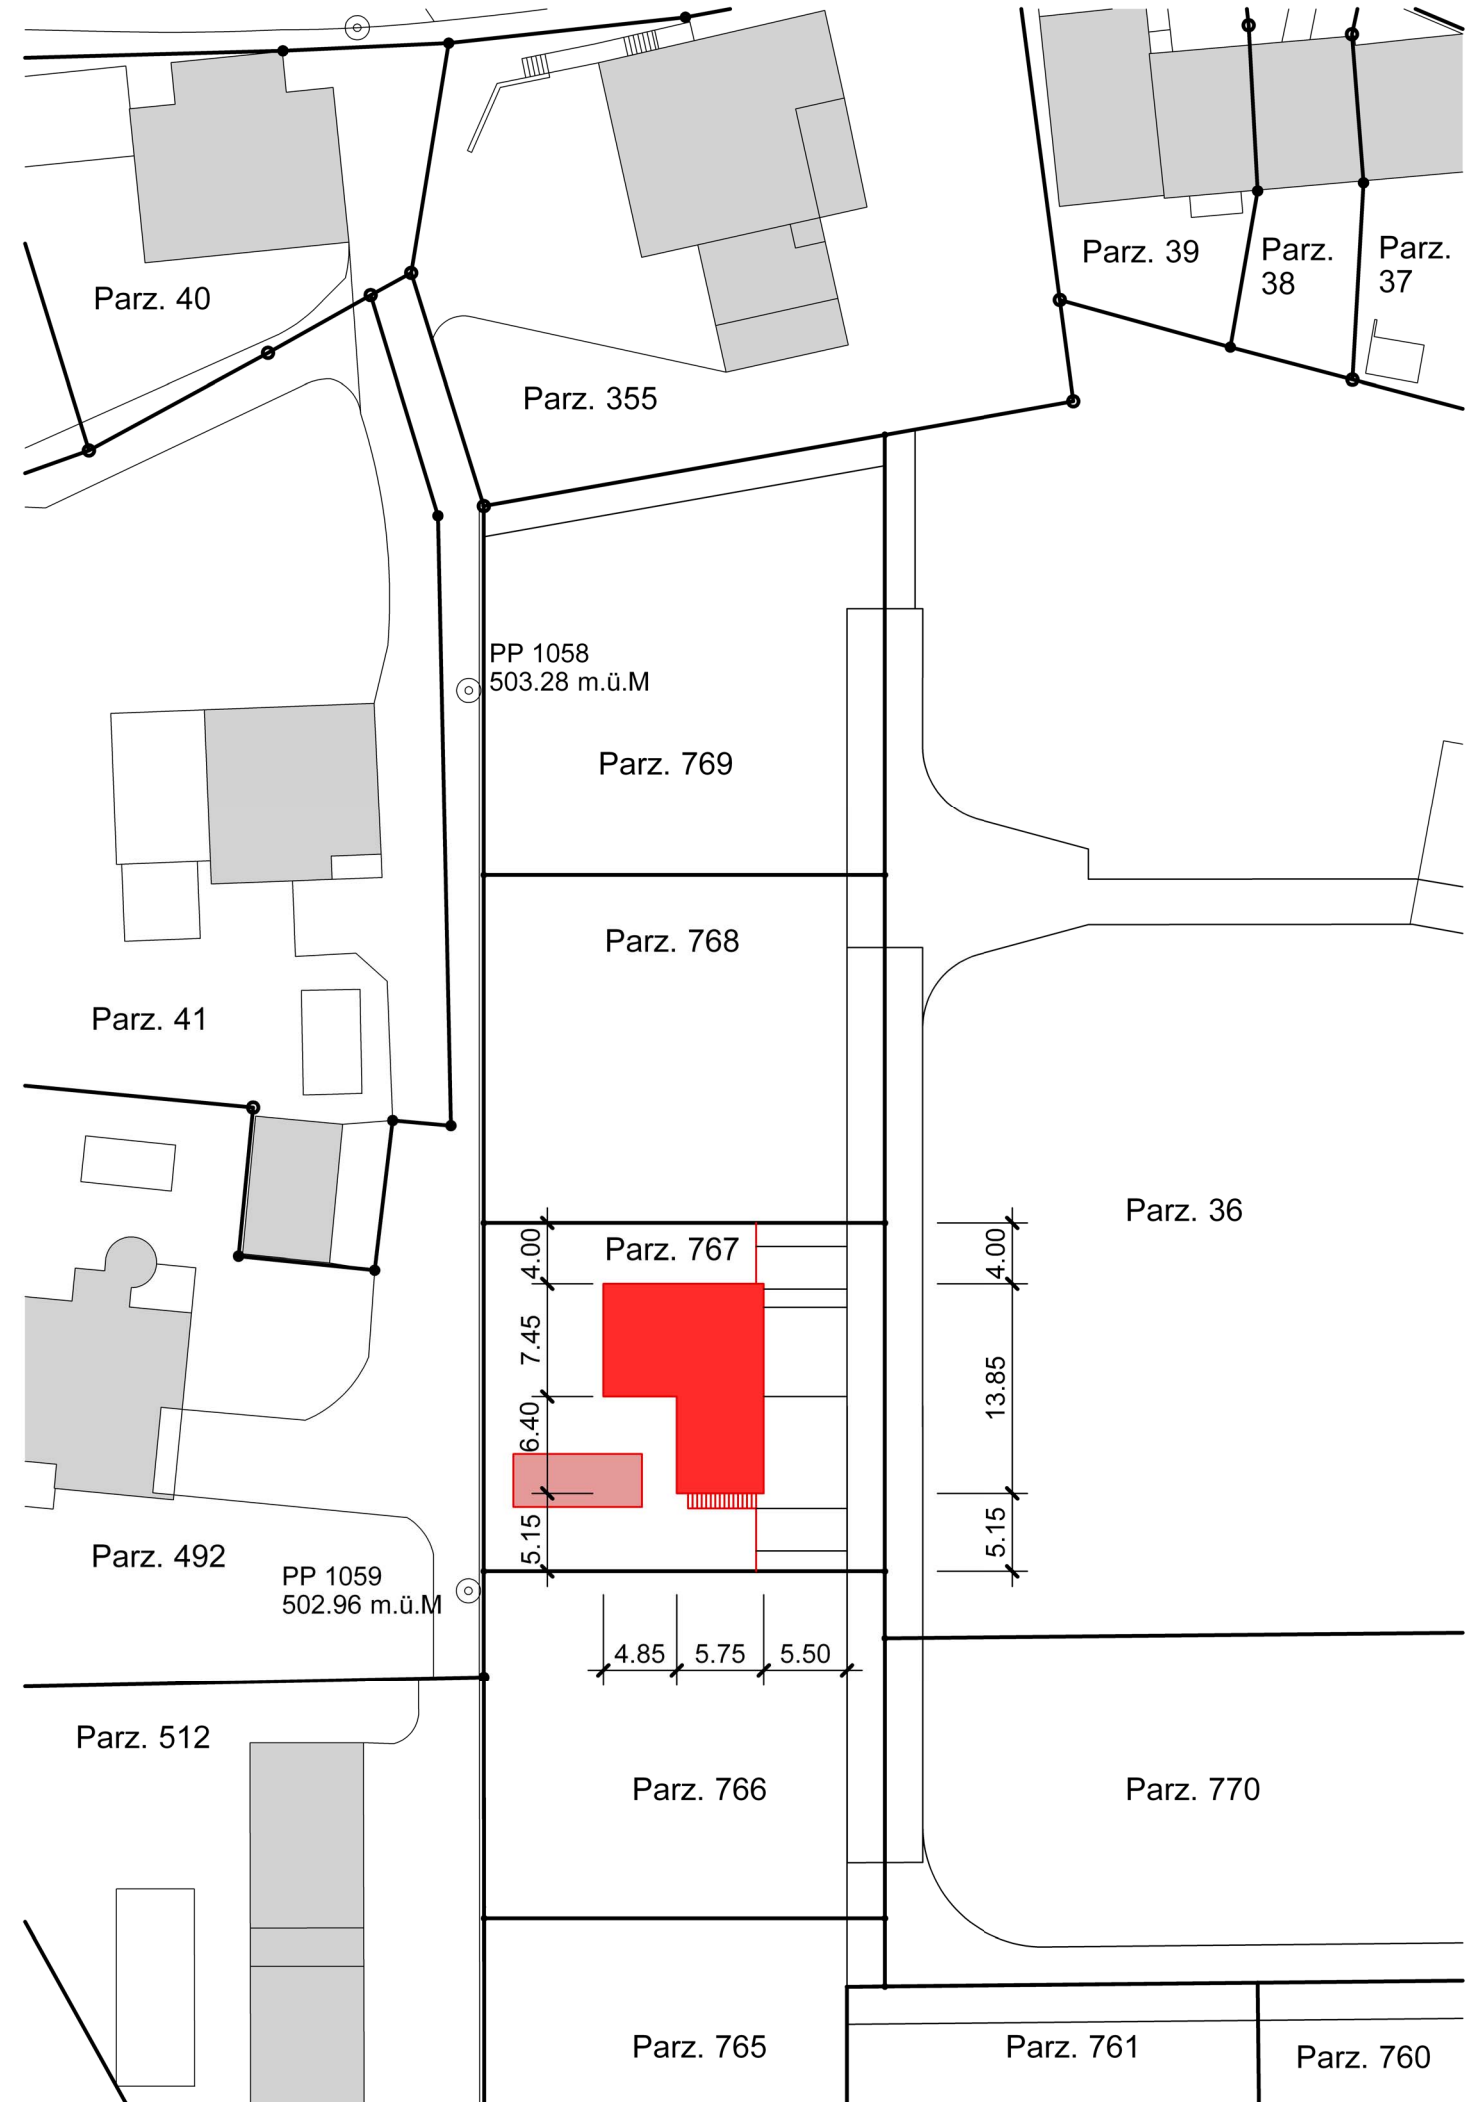 Parz. 39
Parz.
38
Parz.
37
Parz. 40
Parz. 355
PP 1058
503.28 m.ü.M
Parz. 769
Parz. 768
Parz. 41
Parz. 36
Parz. 767
4.00
7.45
6.40
5.15
4.00
13.85
5.15
Parz. 492
PP 1059
502.96 m.ü.M
4.85
5.75
5.50
Parz. 512
Parz. 766
Parz. 770
Parz. 765
Parz. 761
Parz. 760